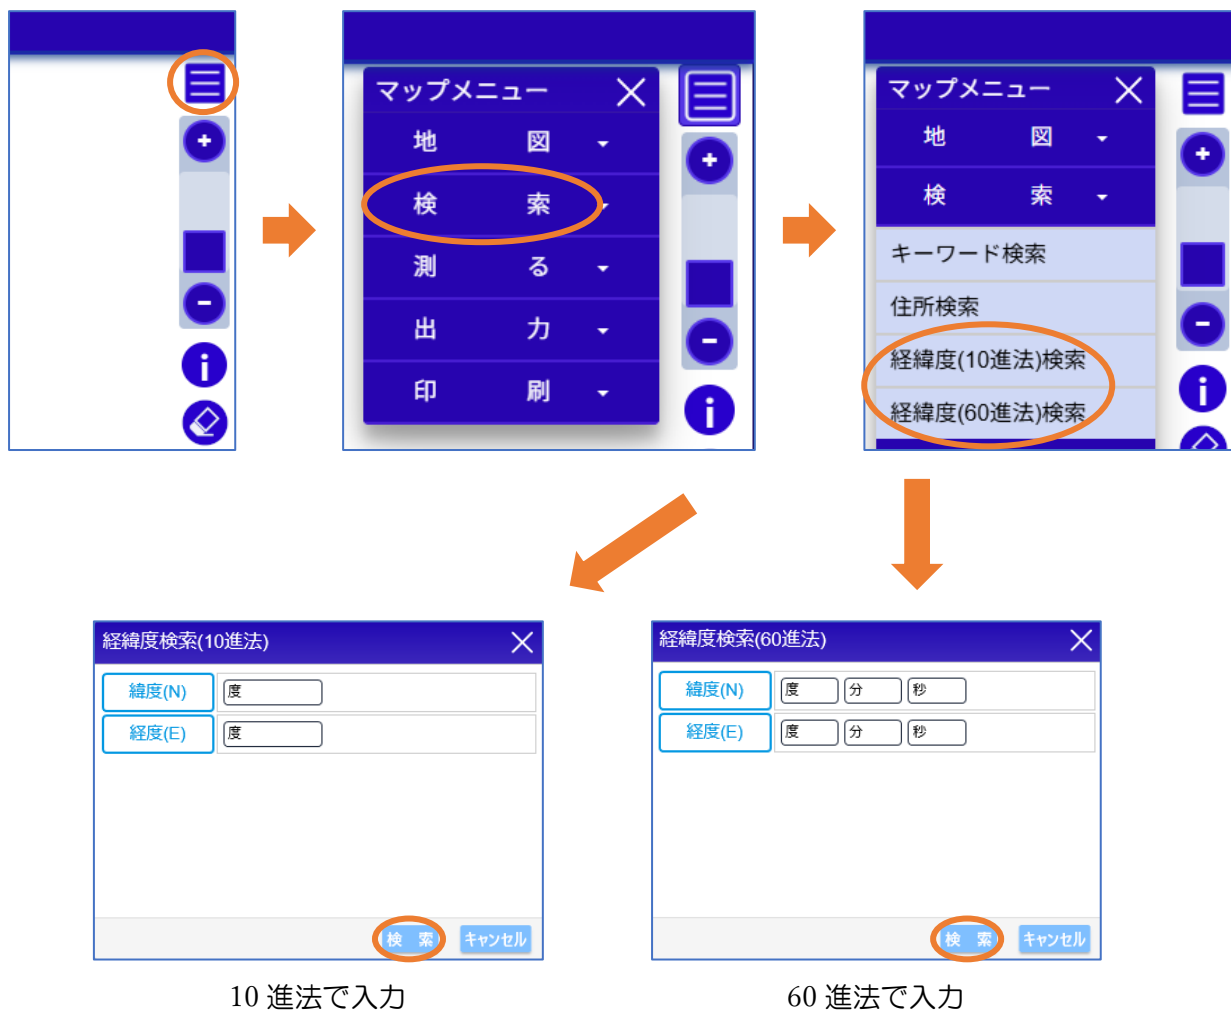 マップメニュー
地 図
検 索
測 る
出 力
印 刷
マップメニュー
地 図
検 索
キーワード検索
住所検索
経緯度(10進法)検索
経緯度(60進法)検索
経緯度検索(10進法)
緯度(N) 度
経度(E) 度
検 索 キャンセル
10 進法で入力
経緯度検索(60進法)
緯度(N) 度 分 秒
経度(E) 度 分 秒
検 索 キャンセル
60 進法で入力